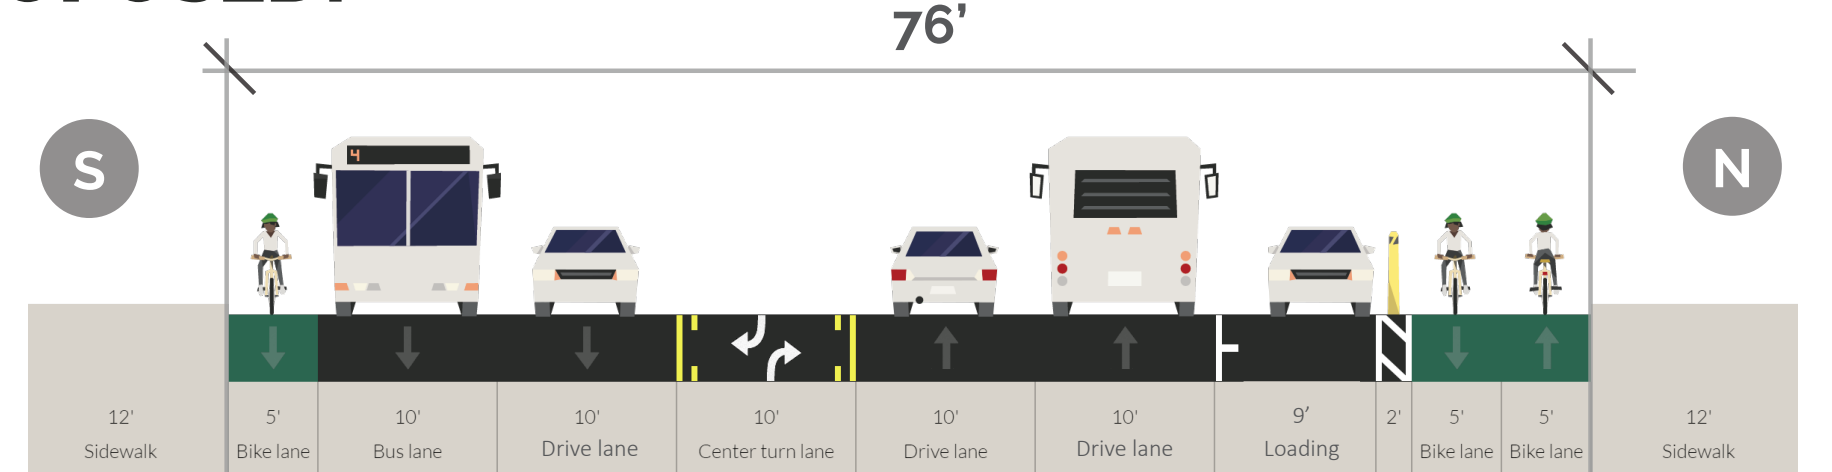 76’
S
N
4
12' 5' 10' 10' 10' 10' 10' 9’ 2' 5' 5' 12'
Sidewalk Bike lane Bus lane Drive lane Center turn lane Drive lane Drive lane Loading Bike lane Bike lane Sidewalk